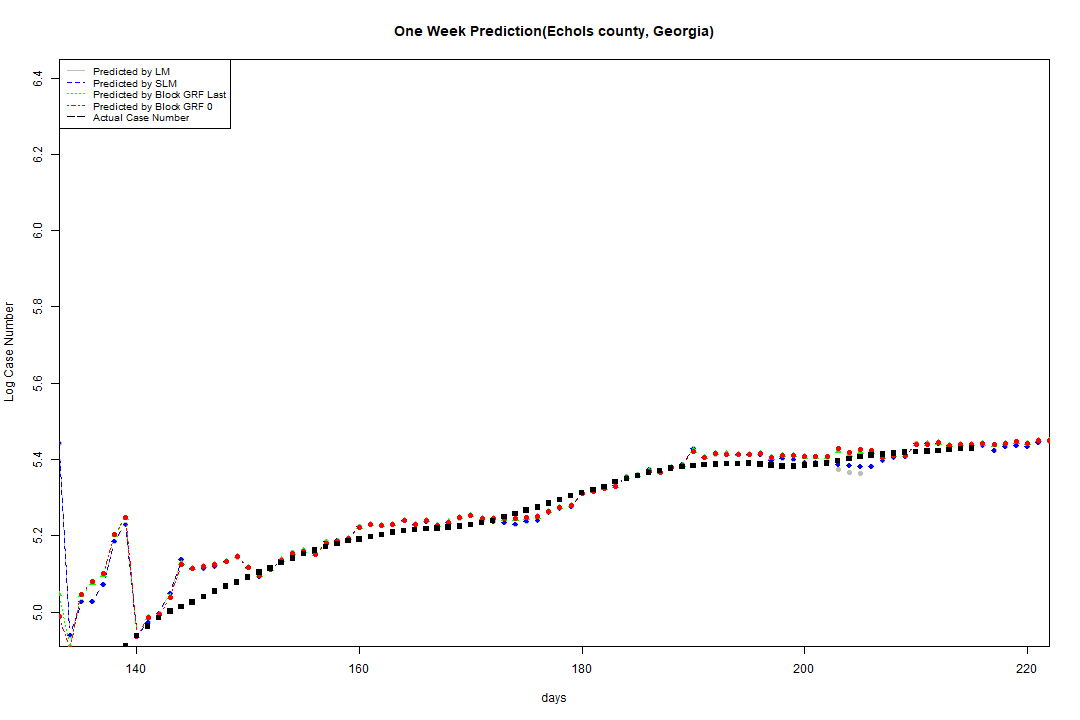 One Week Prediction(Echols county, Georgia)
Predicted by LM
Predicted by SLM
Predicted by Block GRF Last
Predicted by Block GRF 0
Actual Case Number
6.4
6.2
6.0
5.8
5.6
5.4
5.2
5.0
Log Case Number
140 160 180 200 220
days